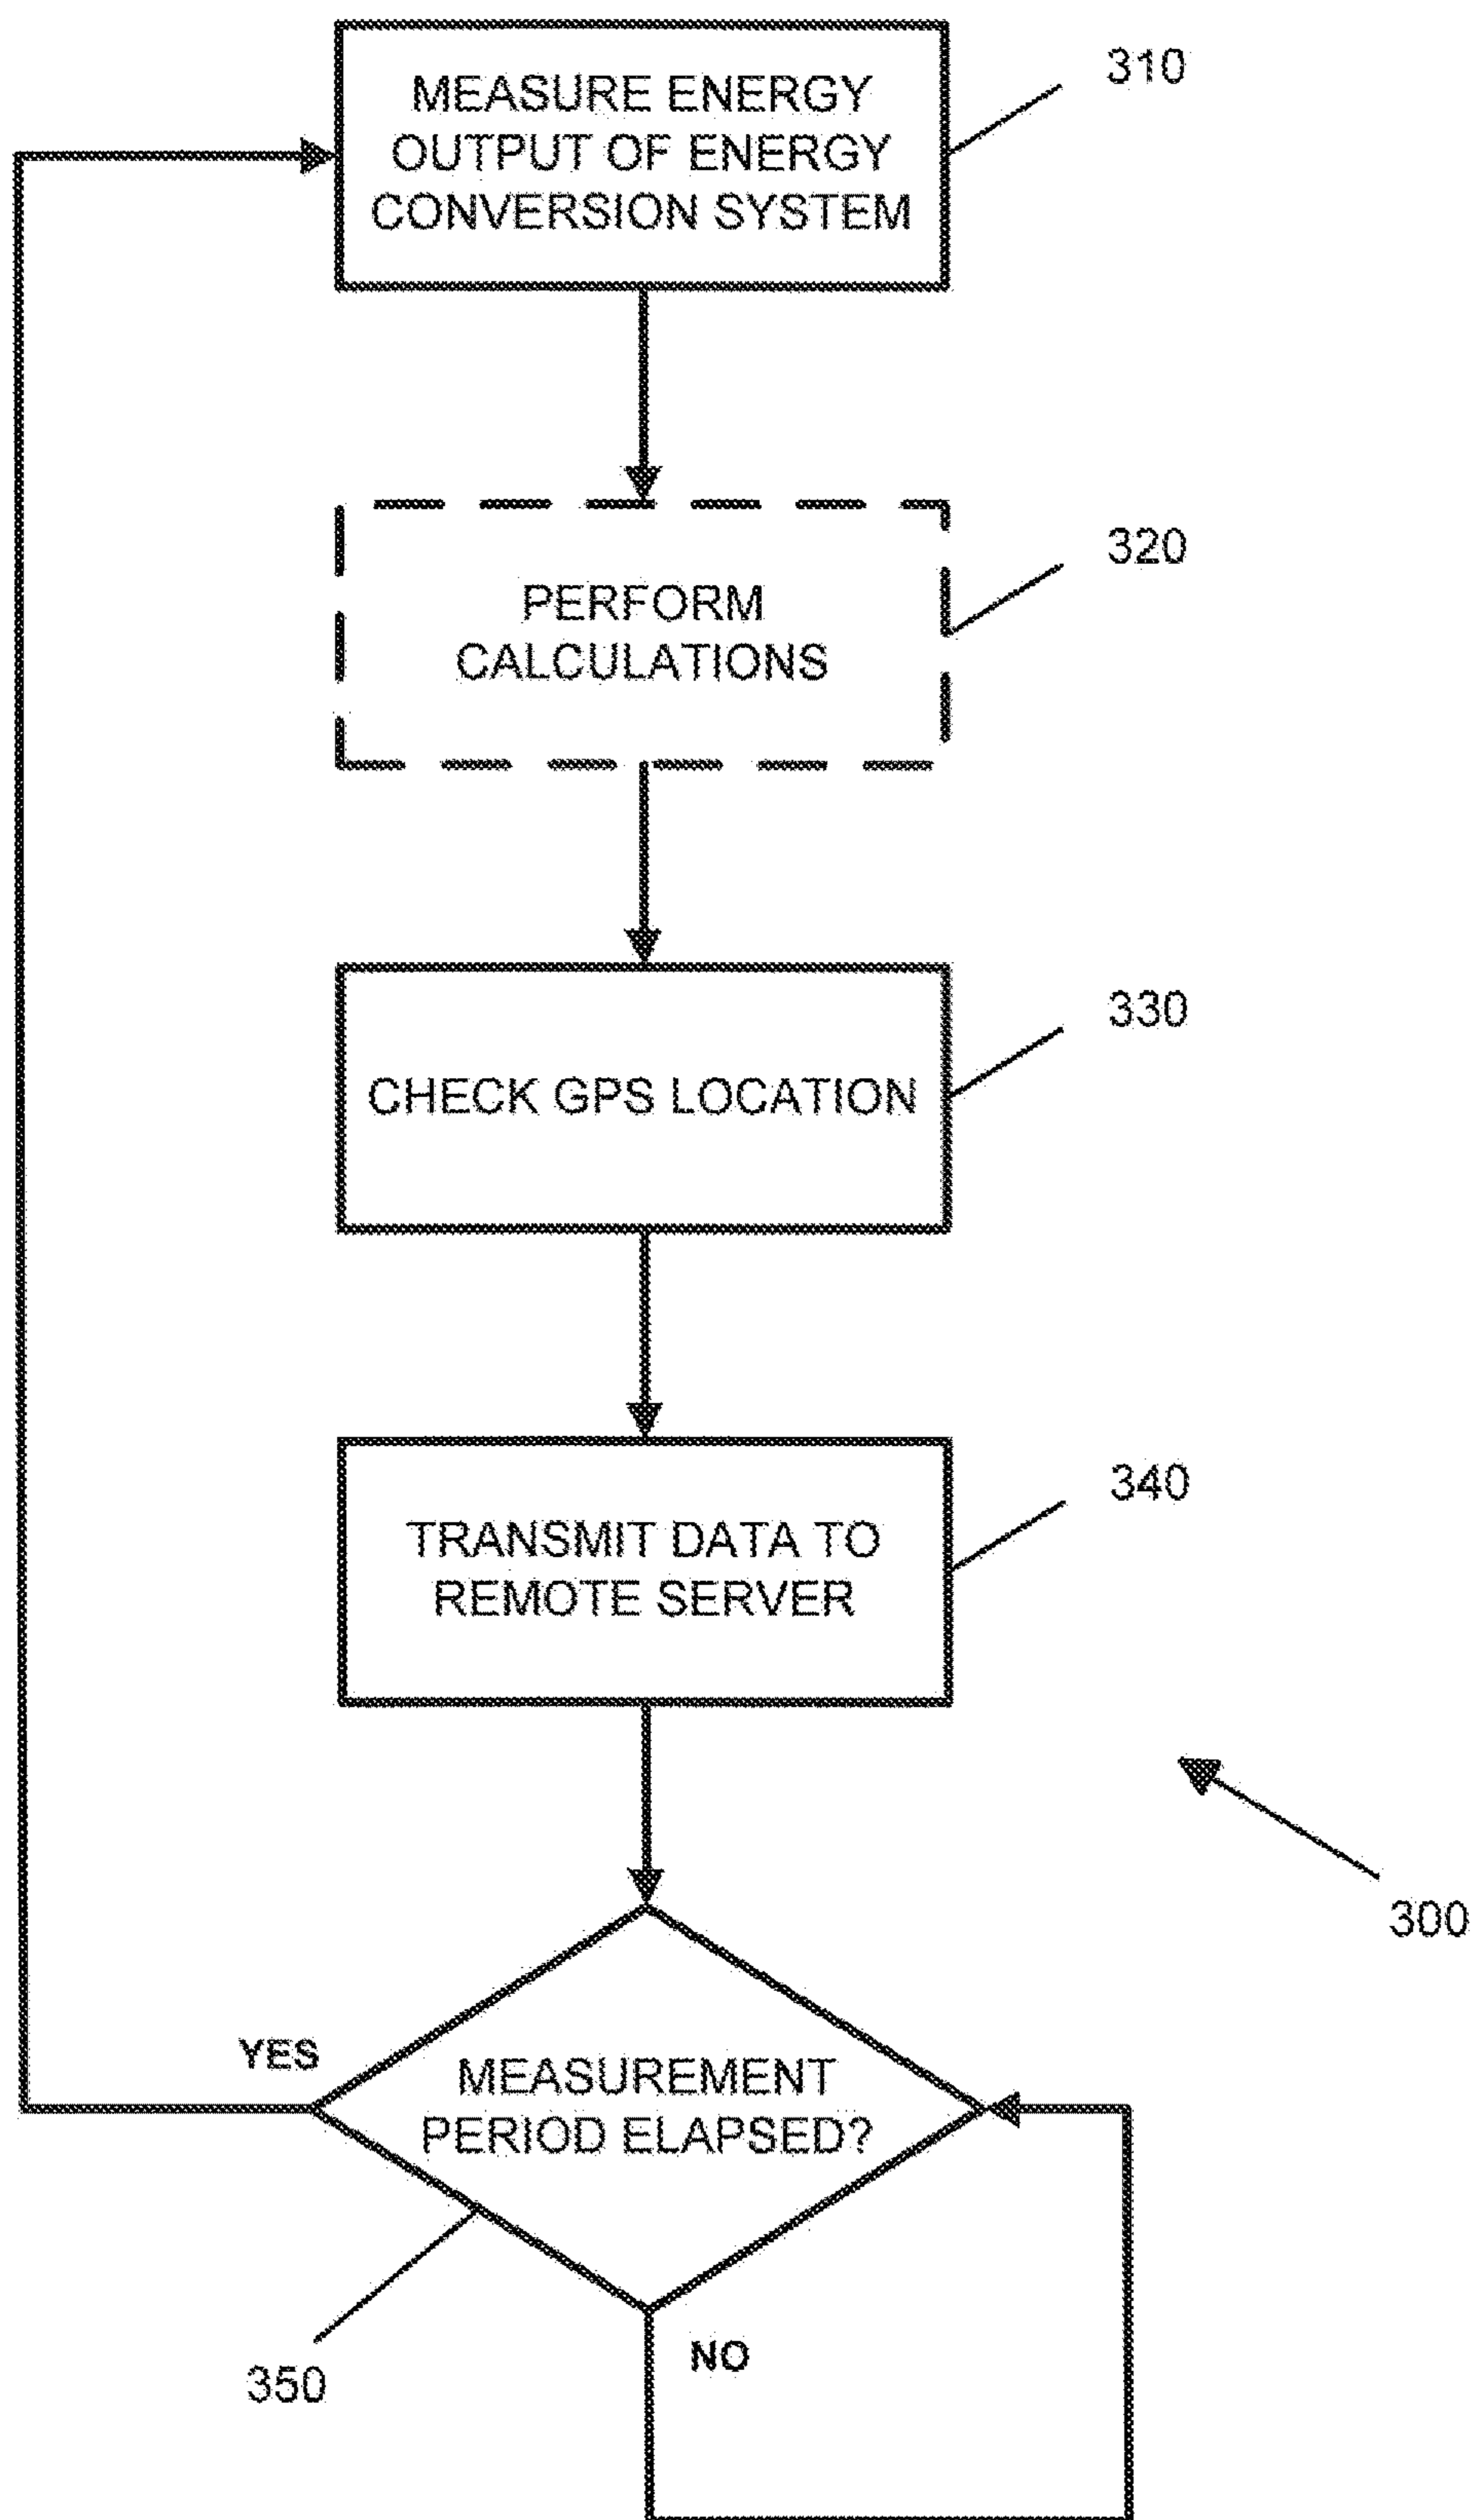 MEASURE ENERGY
OUTPUT OF ENERGY
CONVERSION SYSTEM
310
PERFORM
CALCULATIONS
320
CHECK GPS LOCATION
330
TRANSMIT DATA TO
REMOTE SERVER
340
300
YES
MEASUREMENT
PERIOD ELAPSED?
NO
350